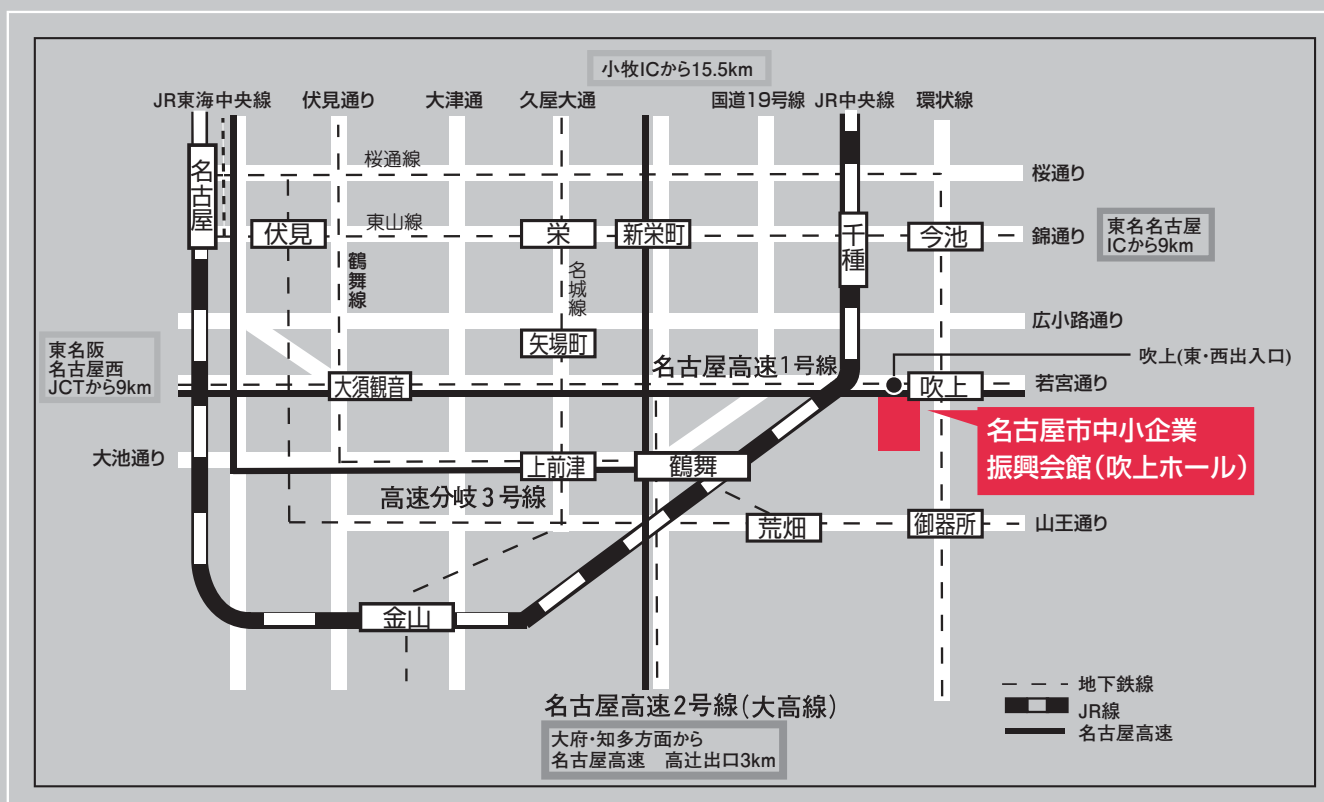 小牧ICから15.5km
JR東海中央線
伏見通り
大津通
久屋大通
国道19号線
JR中央線
環状線
桜通線
桜通り
名古屋
伏見
東山線
栄
新栄町
千種
今池
錦通り
東名名古屋
ICから9km
鶴舞線
名城線
広小路通り
東名阪
名古屋西
JCTから9km
矢場町
名古屋高速1号線
吹上(東・西出入口)
大須観音
吹上
若宮通り
名古屋市中小企業
振興会館(吹上ホール)
大池通り
上前津
鶴舞
高速分岐3号線
荒畑
御器所
山王通り
金山
名古屋高速2号線(大高線)
大府・知多方面から
名古屋高速 高辻出口3km
地下鉄線
JR線
名古屋高速